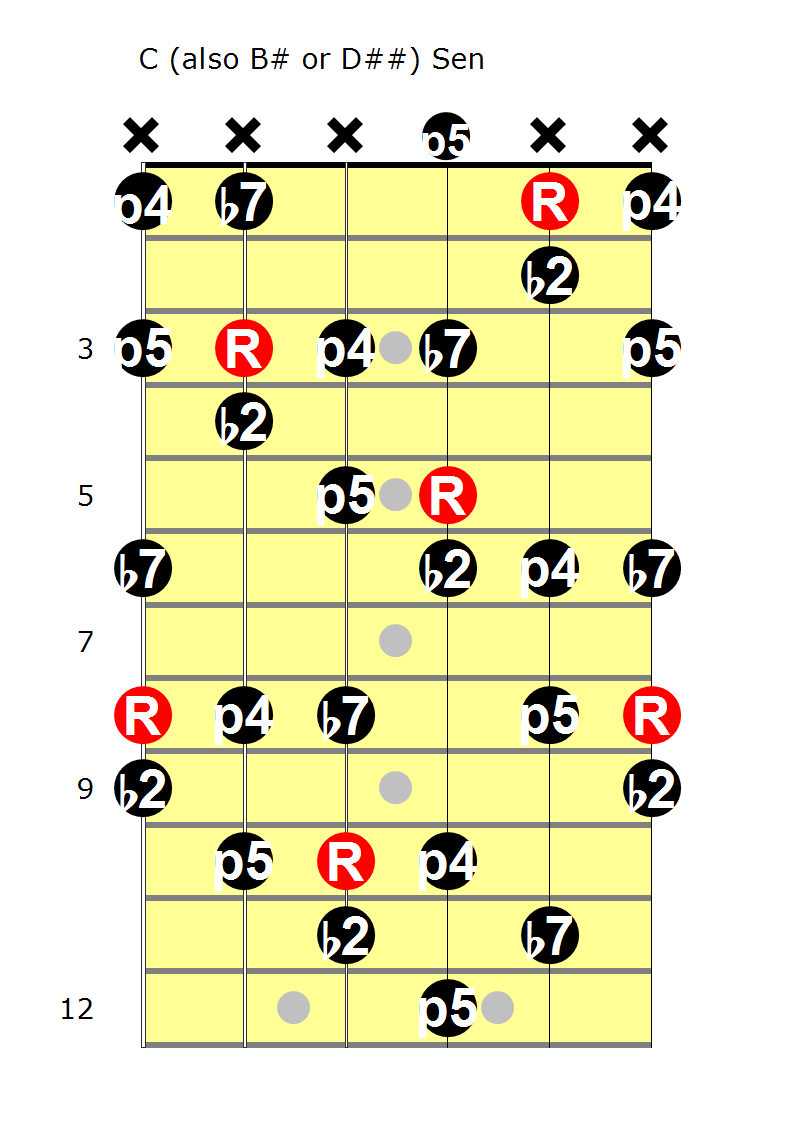 C (also B# or D##) Sen
× × × p5 × ×
p4 ♭7 R p4
♭2
3 p5 R p4 ♭7 p5
♭2
5 p5 R
♭7 ♭2 p4 ♭7
7
R p4 ♭7 p5 R
9 ♭2 ♭2
p5 R p4
♭2 ♭7
12 p5